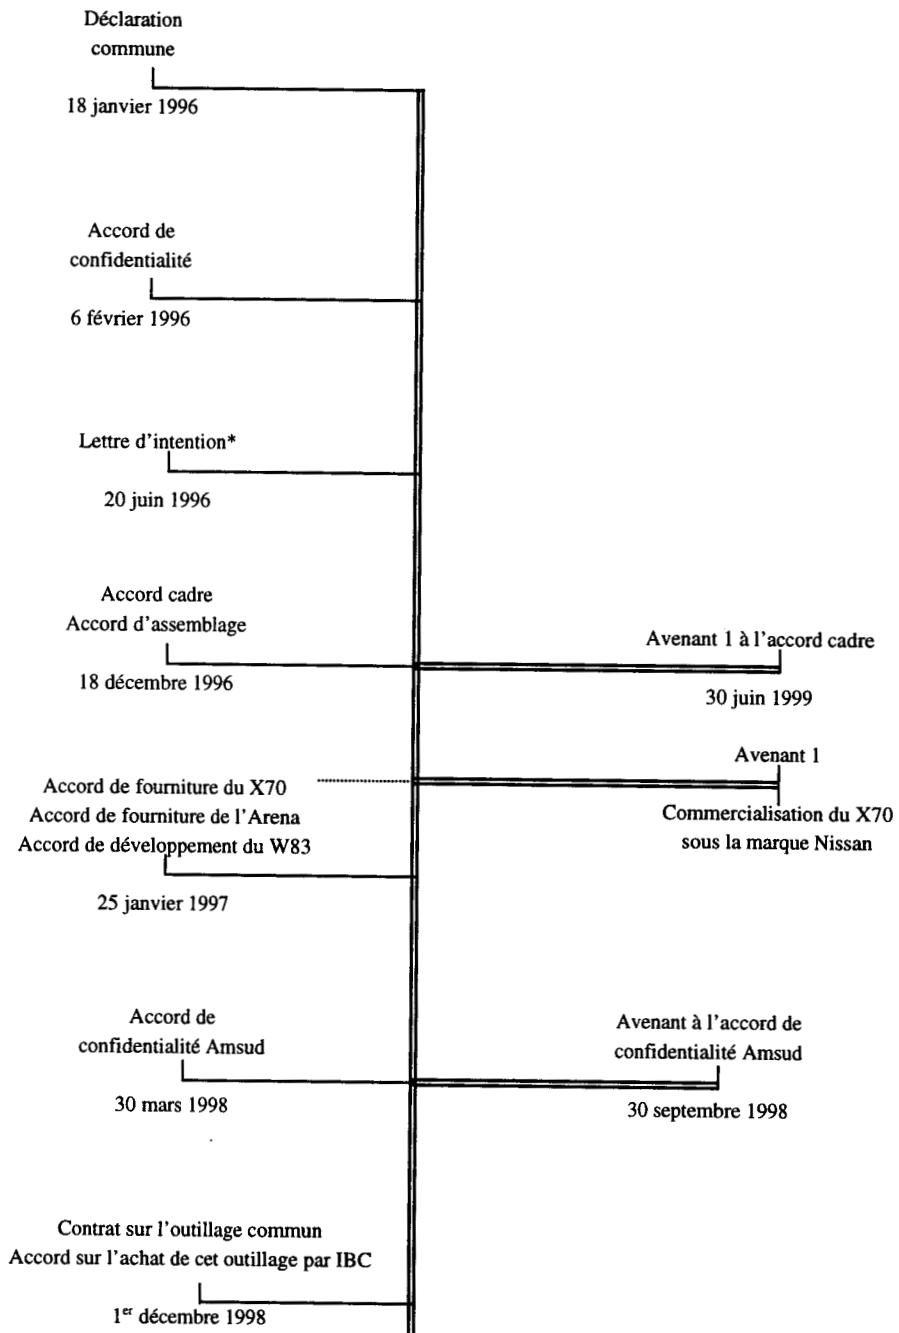 Déclaration
commune
18 janvier 1996
Accord de
confidentialité
6 février 1996
Lettre d'intention*
20 juin 1996
Accord cadre
Accord d'assemblage
18 décembre 1996
Avenant 1 à l'accord cadre
30 juin 1999
Avenant 1
Commercialisation du X70
sous la marque Nissan
Accord de fourniture du X70
Accord de fourniture de l'Arena
Accord de développement du W83
25 janvier 1997
Accord de
confidentialité Amsud
30 mars 1998
Avenant à l'accord de
confidentialité Amsud
30 septembre 1998
Contrat sur l'outillage commun
Accord sur l'achat de cet outillage par IBC
1er décembre 1998